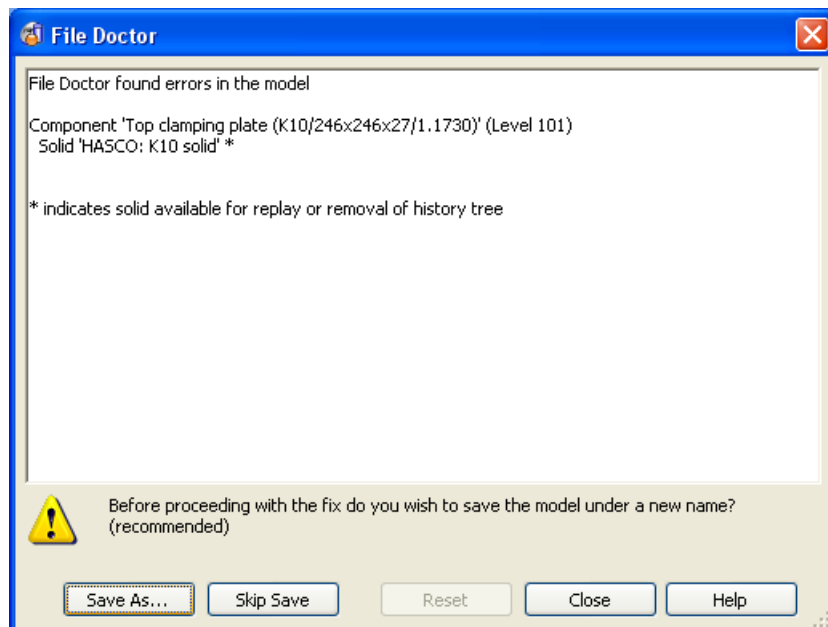 File Doctor
File Doctor found errors in the model
Component 'Top clamping plate (K10/246x246x27/1.1730)' (Level 101)
Solid 'HASCO: K10 solid' *
* indicates solid available for replay or removal of history tree
Before proceeding with the fix do you wish to save the model under a new name?
(recommended)
Save As...
Skip Save
Reset
Close
Help